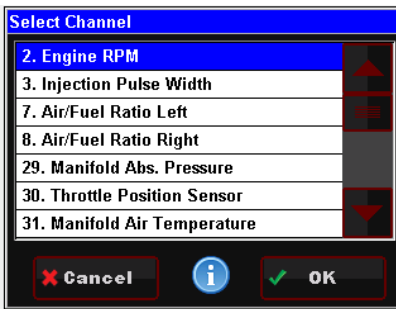 Select Channel
2. Engine RPM
3. Injection Pulse Width
7. Air/Fuel Ratio Left
8. Air/Fuel Ratio Right
29. Manifold Abs. Pressure
30. Throttle Position Sensor
31. Manifold Air Temperature
Cancel
i
OK